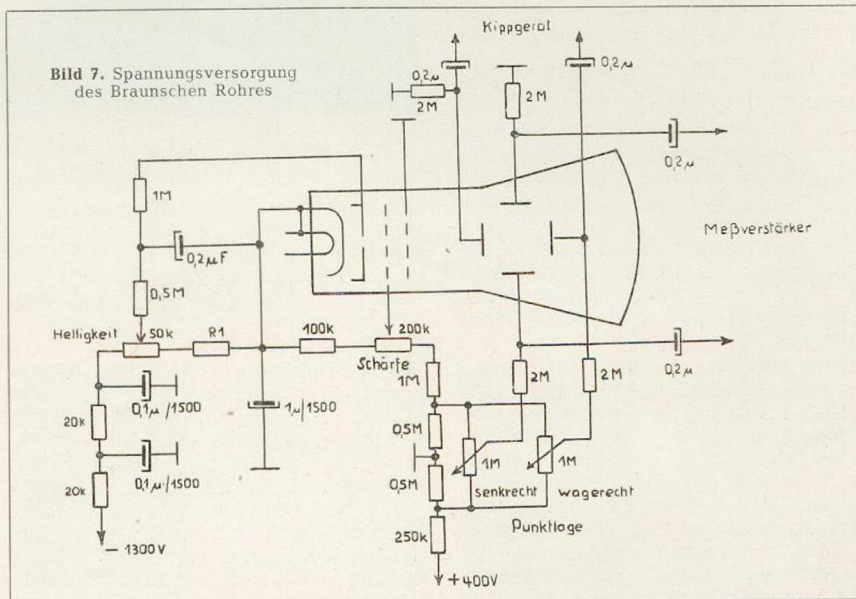 Bild 7. Spannungsversorgung
des Braunschen Rohres
Kippgerät
0,2µ
0,2µ
2M
2M
0,2µ
1M
0,2µF
0,5M
Meßverstärker
Helligkeit
50k
R1
100k
200k
Schärfe
0,2µ
1M
2M
2M
0,1µ/1500
1µ/1500
20k
0,5M
1M
1M
0,1µ/1500
0,5M
senkrecht
wagerecht
20k
Punktlage
250k
− 1300V
+400V